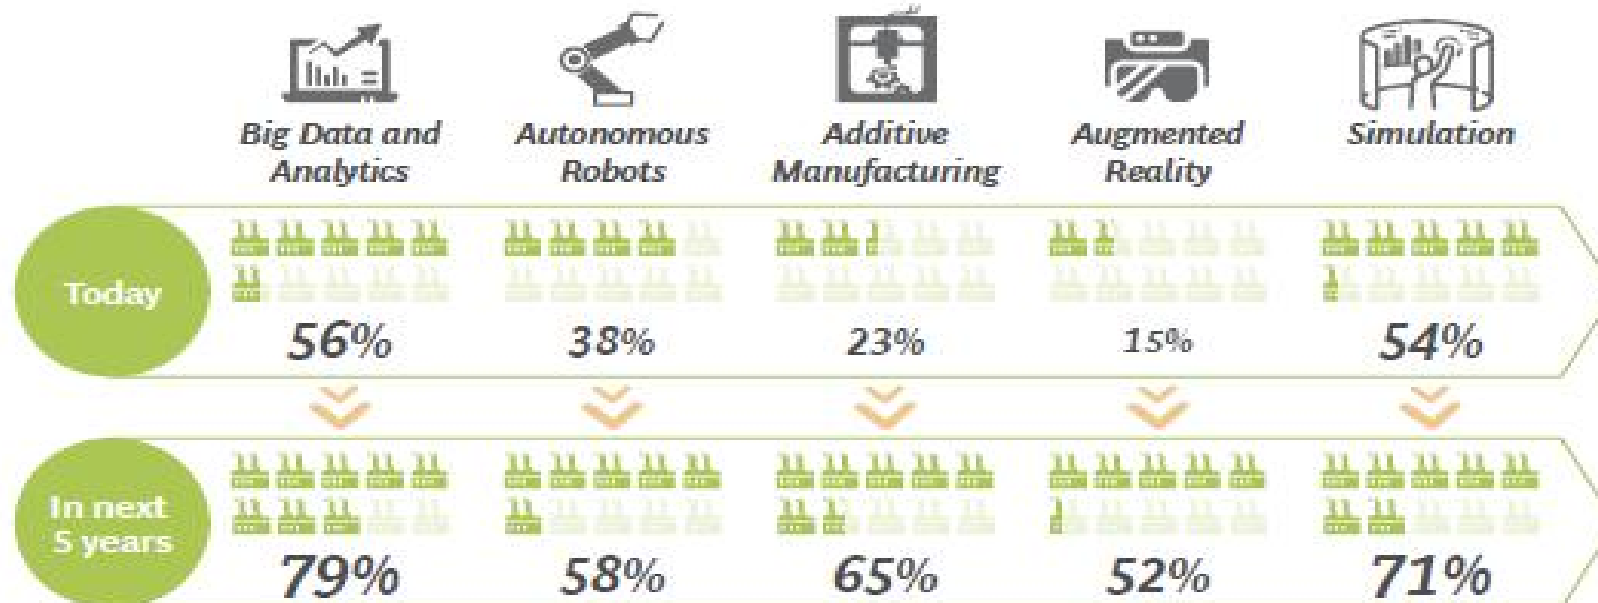 Big Data and
Analytics
Autonomous
Robots
Additive
Manufacturing
Augmented
Reality
Simulation
Today
56%
38%
23%
15%
54%
In next
5 years
79%
58%
65%
52%
71%